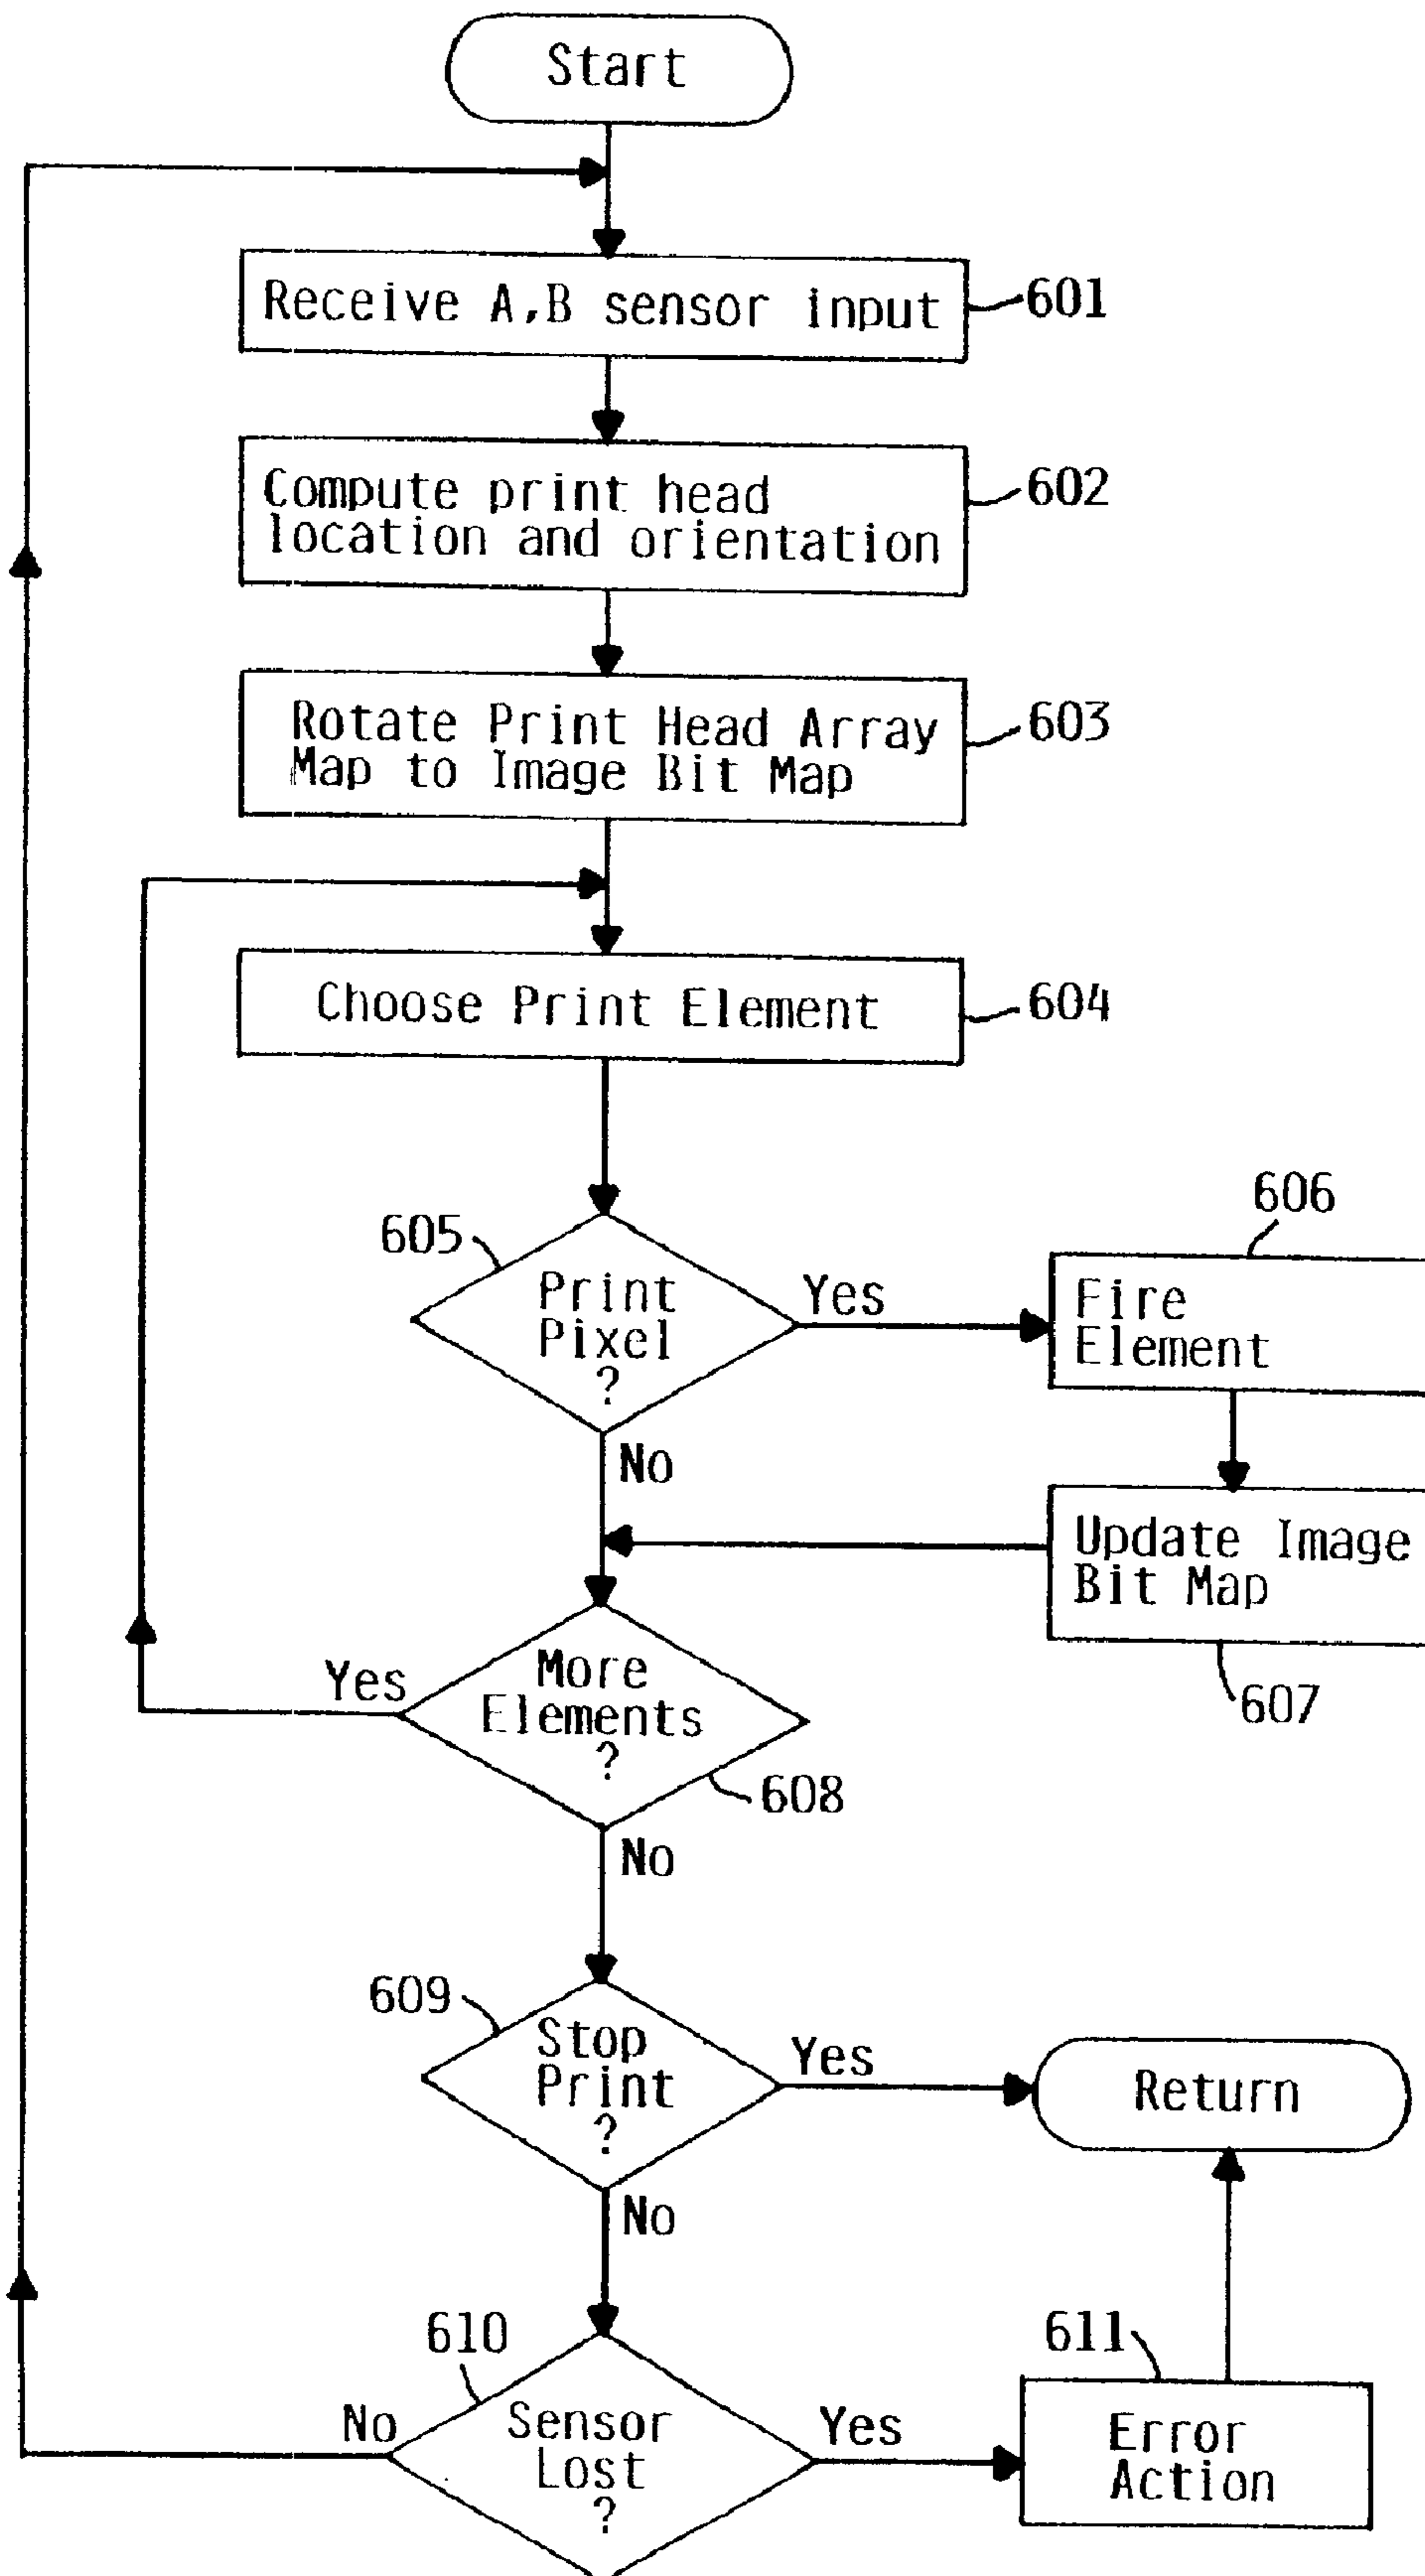 Start
Receive A,B sensor input
601
Compute print head
location and orientation
602
Rotate Print Head Array
Map to Image Bit Map
603
Choose Print Element
604
605
Print
Pixel
?
Yes
No
606
Fire
Element
Update Image
Bit Map
607
More
Elements
?
Yes
608
No
609
Stop
Print
?
Yes
Return
No
610
Sensor
Lost
?
No
Yes
611
Error
Action